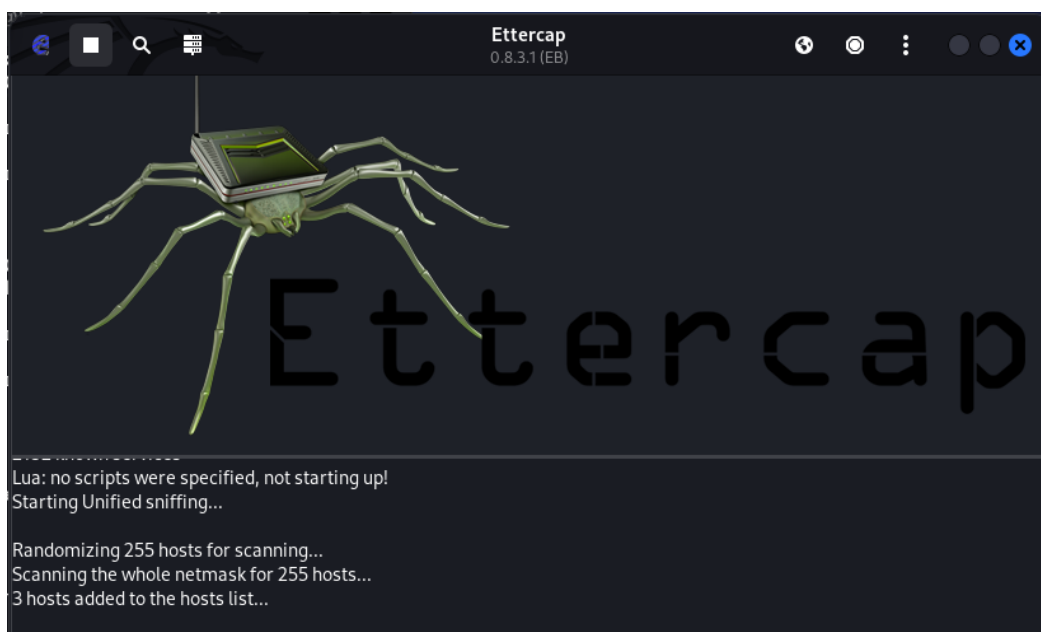 Ettercap
0.8.3.1 (EB)
Ettercap
Lua: no scripts were specified, not starting up!
Starting Unified sniffing...
Randomizing 255 hosts for scanning...
Scanning the whole netmask for 255 hosts...
3 hosts added to the hosts list...